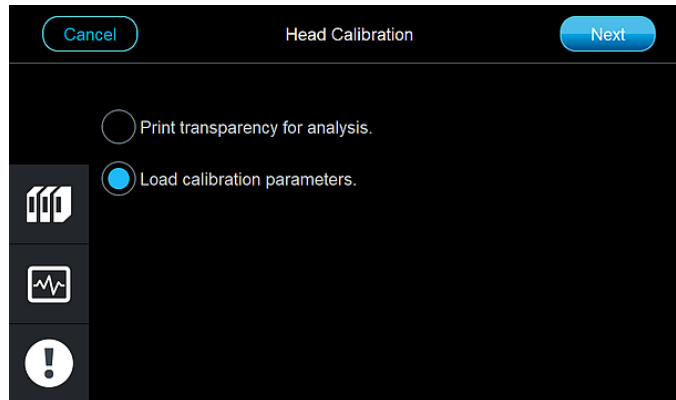 Cancel
Head Calibration
Next
Print transparency for analysis.
Load calibration parameters.